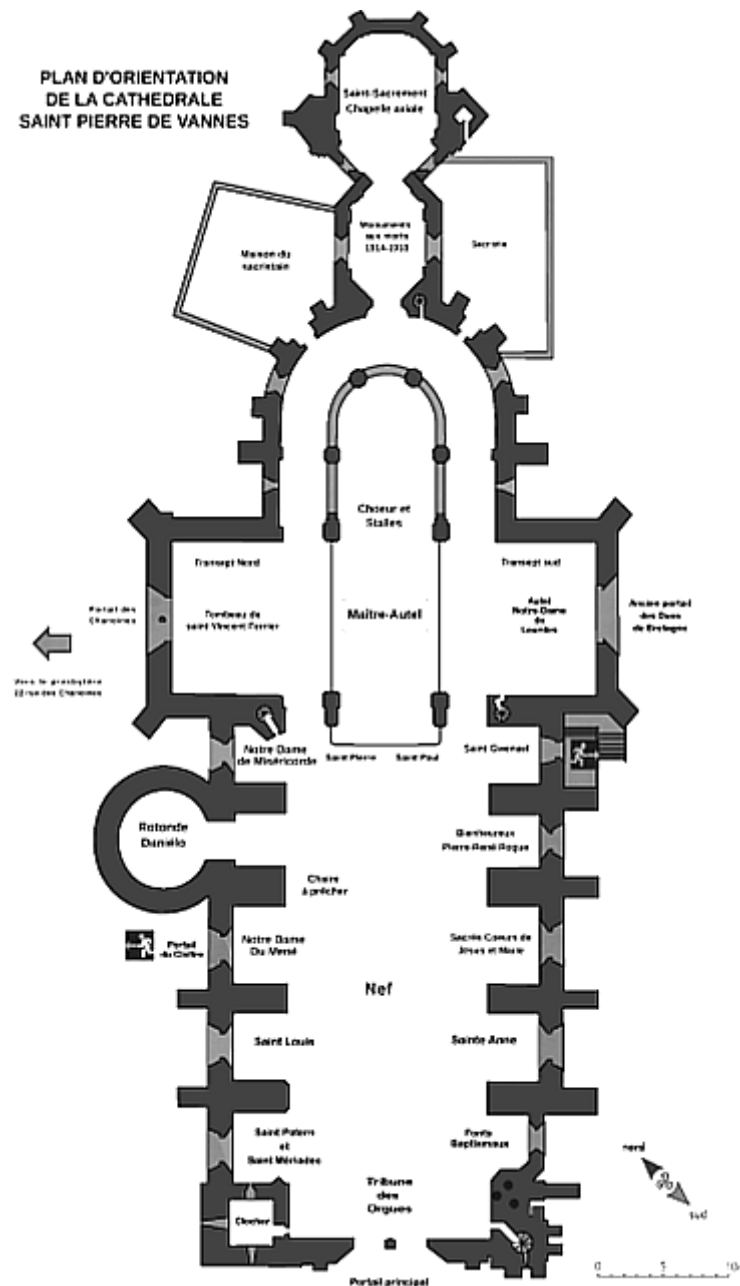 PLAN D'ORIENTATION
DE LA CATHEDRALE
SAINT PIERRE DE VANNES
Saint-Sacrement
Chapelle axiale
Monuments
aux morts
1914-1918
Maison du
sacristain
Sacristie
Choeur et
Stalles
Transept Nord
Transept sud
Portail des
Chanoines
Tombeau de
saint Vincent Ferrier
Maître-Autel
Autel
Notre-Dame
de
Lourdes
Ancien portail
des Ducs
de Bretagne
Vers le presbytère
22 rue des Chanoines
Notre Dame
de Miséricorde
Saint Pierre
Saint Paul
Saint Gwenael
Rotonde
Daniélo
Bienheureux
Pierre-René Rogue
Chaire
à prêcher
Portail
du Cloître
Notre Dame
Du Mené
Sacrés Coeurs de
Jésus et Marie
Nef
Saint Louis
Sainte Anne
Saint Patern
et
Saint Mériadec
Fonts
Baptismaux
Tribune
des
Orgues
Clocher
Portail principal
nord
sud
0 5 10